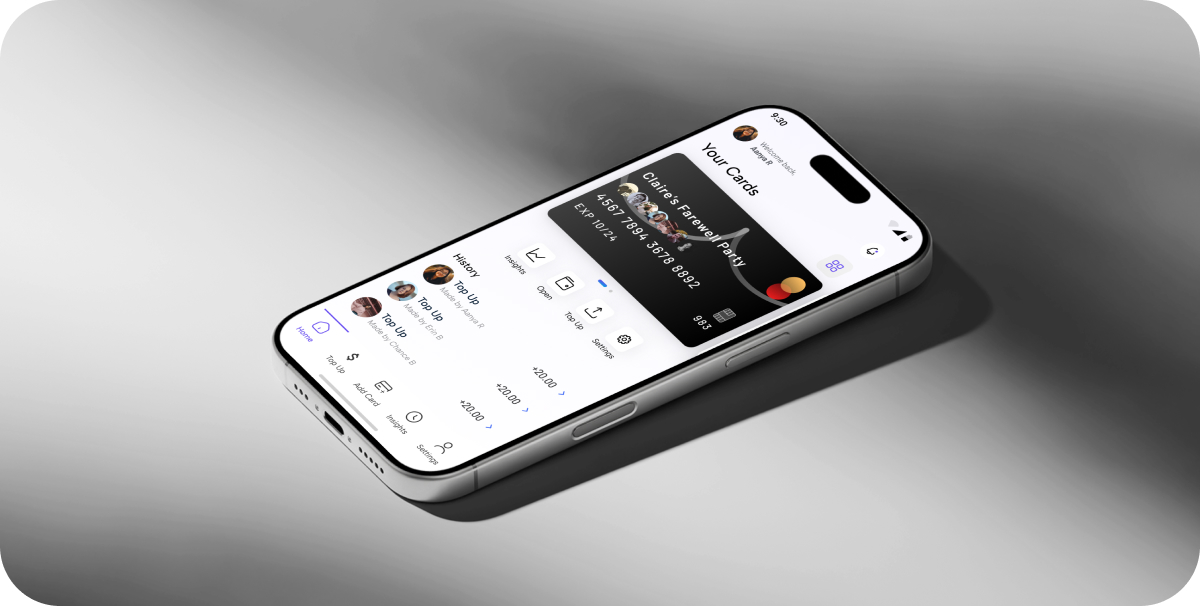 9:30
Welcome back,
Aanya R
Your Cards
Claire's Farewell Party
4567 7894 3678 8892
EXP 10/24
983
Insights
Open
Top Up
Settings
History
Top Up
Made by Aanya R
+20.00
Top Up
Made by Erin B
+20.00
Top Up
Made by Chance B
+20.00
Home
Top Up
Add Card
Insights
Settings